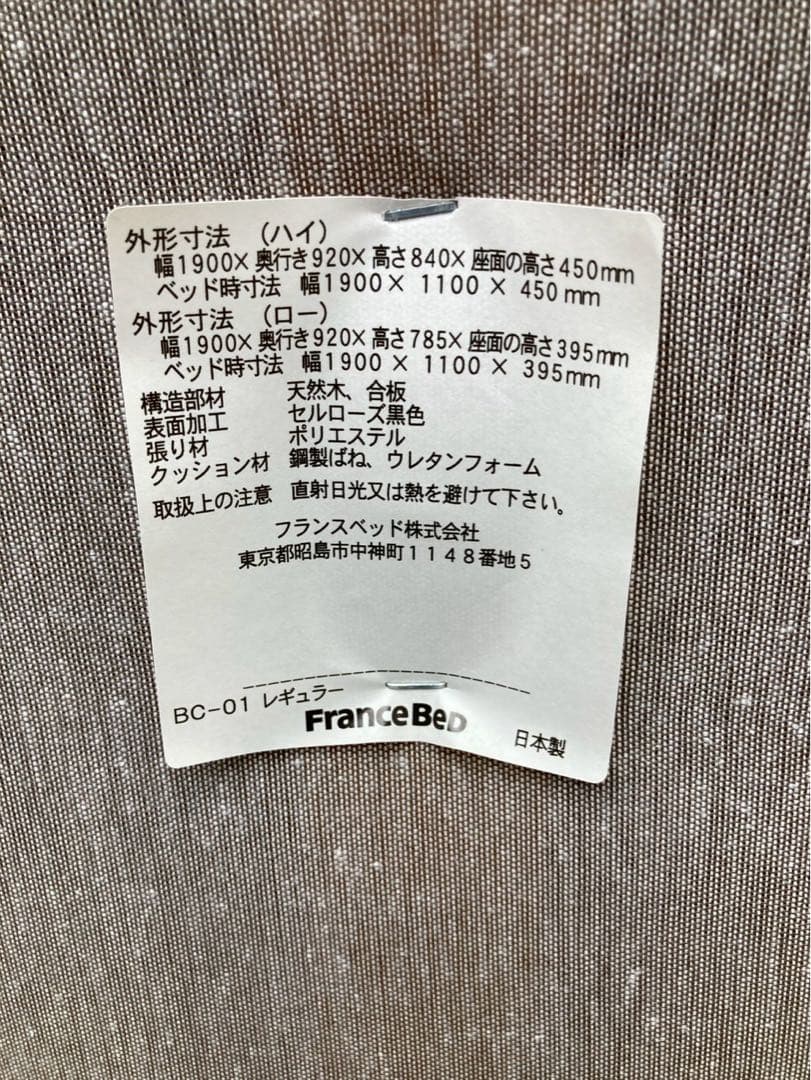 外形寸法 （ハイ）
幅1900×奥行き920×高さ840×座面の高さ450mm
ベッド時寸法 幅1900×1100×450mm
外形寸法 （ロー）
幅1900×奥行き920×高さ785×座面の高さ395mm
ベッド時寸法 幅1900×1100×395mm
構造部材 天然木、合板
表面加工 セルローズ黒色
張り材 ポリエステル
クッション材 鋼製ばね、ウレタンフォーム
取扱上の注意 直射日光又は熱を避けて下さい。
フランスベッド株式会社
東京都昭島市中神町１１４８番地５
BC-01 レギュラー
FranceBeD
日本製